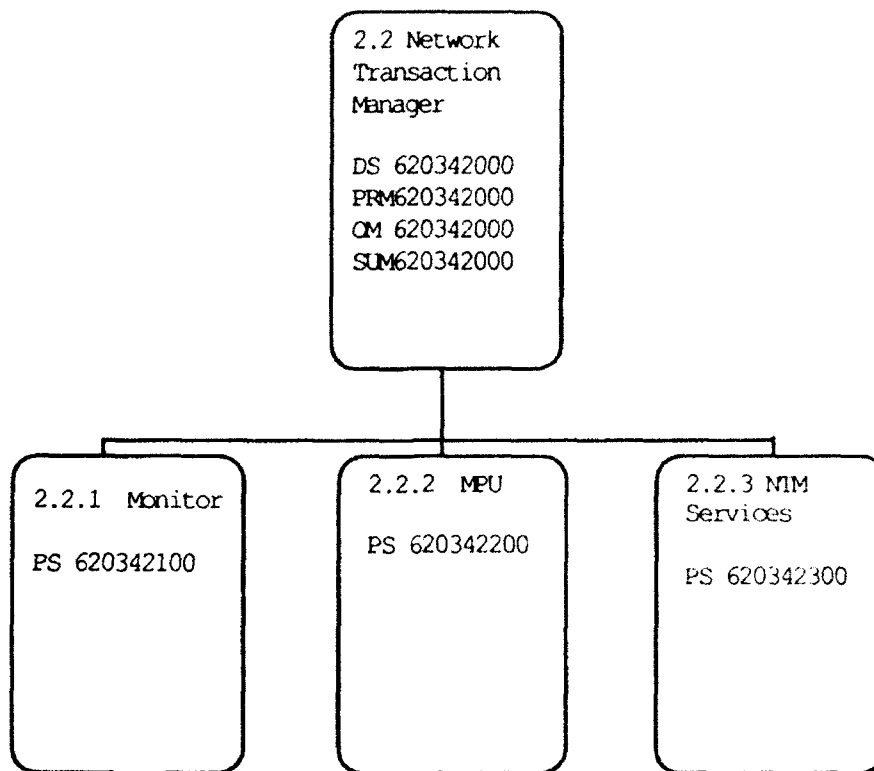 2.2 Network
Transaction
Manager
DS 620342000
PRM620342000
OM 620342000
SUM620342000
2.2.1 Monitor
PS 620342100
2.2.2 MPU
PS 620342200
2.2.3 NTM
Services
PS 620342300